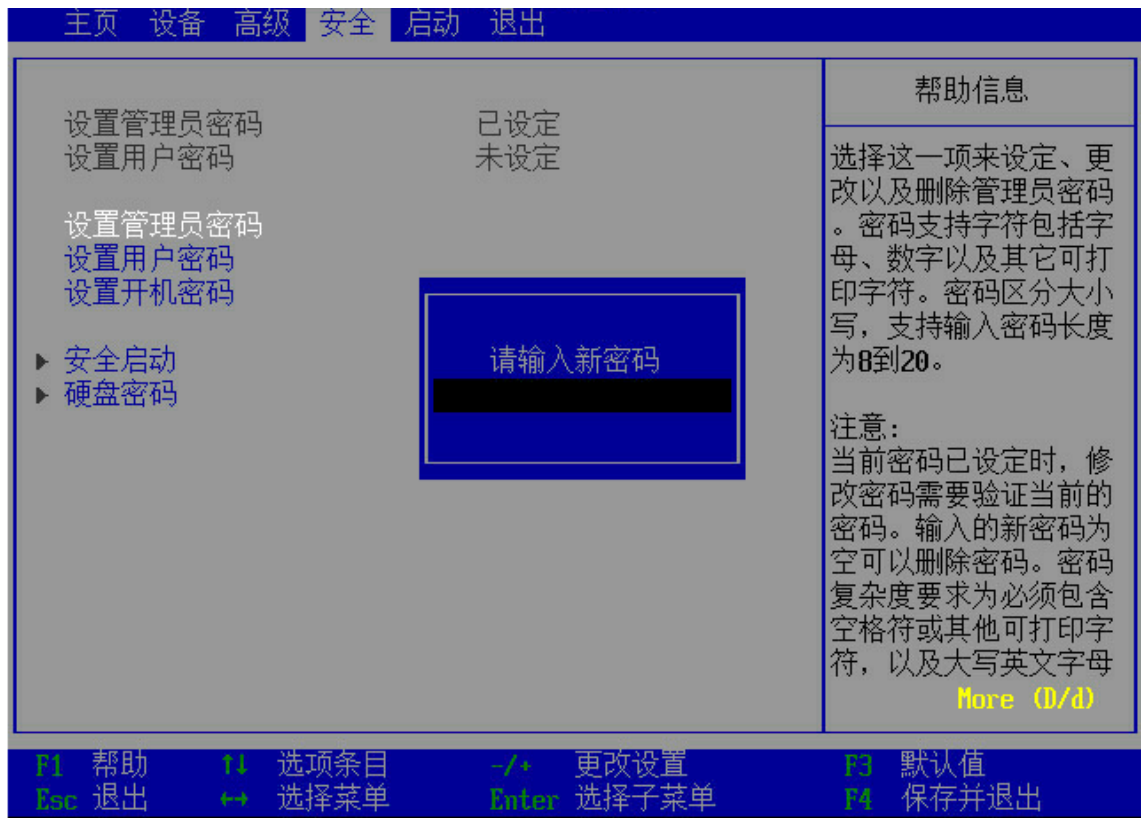 主页 设备 高级 安全 启动 退出
设置管理员密码 已设定
设置用户密码 未设定
设置管理员密码
设置用户密码
设置开机密码
安全启动
硬盘密码
请输入新密码
帮助信息
选择这一项来设定、更
改以及删除管理员密码
。密码支持字符包括字
母、数字以及其它可打
印字符。密码区分大小
写，支持输入密码长度
为8到20。
注意：
当前密码已设定时，修
改密码需要验证当前的
密码。输入的新密码为
空可以删除密码。密码
复杂度要求为必须包含
空格符或其他可打印字
符，以及大写英文字母
More (D/d)
F1 帮助 ↑↓ 选项条目 -/+ 更改设置 F3 默认值
Esc 退出 ←→ 选择菜单 Enter 选择子菜单 F4 保存并退出